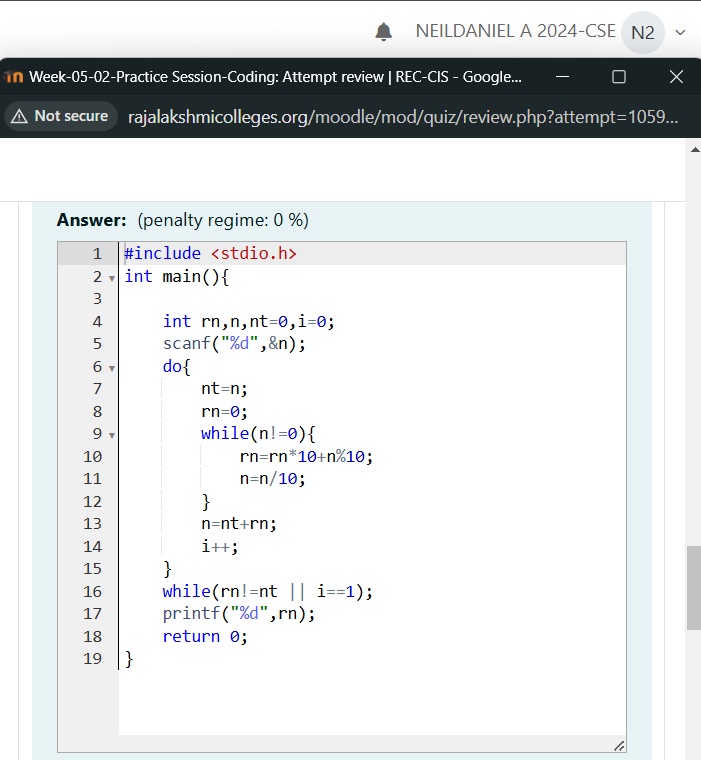 NEILDANIEL A 2024-CSE N2
Week-05-02-Practice Session-Coding: Attempt review | REC-CIS - Google...
Not secure rajalakshmicolleges.org/moodle/mod/quiz/review.php?attempt=1059...
Answer: (penalty regime: 0 %)
1 #include <stdio.h>
2 int main(){
3
4     int rn,n,nt=0,i=0;
5     scanf("%d",&n);
6     do{
7         nt=n;
8         rn=0;
9         while(n!=0){
10             rn=rn*10+n%10;
11             n=n/10;
12         }
13         n=nt+rn;
14         i++;
15     }
16     while(rn!=nt || i==1);
17     printf("%d",rn);
18     return 0;
19 }